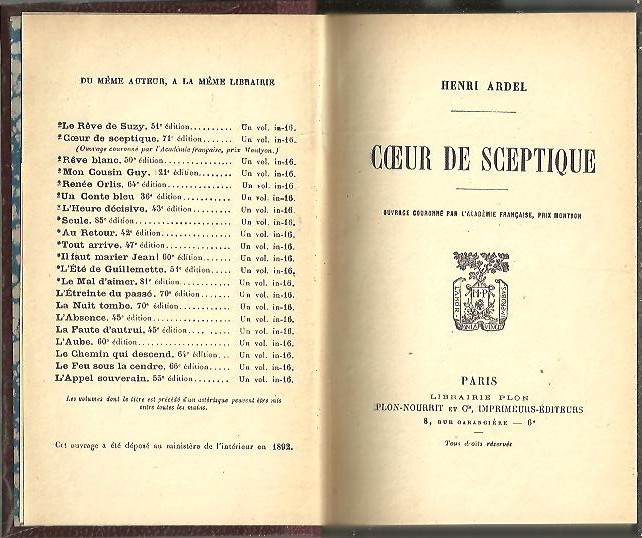 DU MÊME AUTEUR, A LA MÊME LIBRAIRIE
*Le Rêve de Suzy. 51e édition.......... Un vol. in-16.
*Cœur de sceptique. 71e édition....... Un vol. in-16.
(Ouvrage couronné par l'Académie française, prix Montyon.)
*Rêve blanc. 50e édition............... Un vol. in-16.
*Mon Cousin Guy. 121e édition........ Un vol. in-16.
*Renée Orlis. 64e édition.............. Un vol. in-16.
*Un Conte bleu 36e édition........... Un vol. in-16.
*L'Heure décisive. 43e édition......... Un vol. in-16.
*Seule. 85e édition.................... Un vol. in-16.
*Au Retour. 42e édition............... Un vol. in-16.
*Tout arrive. 47e édition.............. Un vol. in-16.
*Il faut marier Jean! 60e édition....... Un vol. in-16.
*L'Été de Guillemette. 51e édition..... Un vol. in-16.
*Le Mal d'aimer. 81e édition.......... Un vol. in-16.
L'Étreinte du passé. 70e édition....... Un vol. in-16.
La Nuit tombe. 70e édition........... Un vol. in-16.
L'Absence. 45e édition............... Un vol. in-16.
La Faute d'autrui. 45e édition.... ..... Un vol. in-16.
L'Aube. 60e édition.................. Un vol. in-16.
Le Chemin qui descend. 64e édition... Un vol. in-16.
Le Feu sous la cendre. 66e édition..... Un vol. in-16.
L'Appel souverain. 55e édition........ Un vol. in-16.
Les volumes dont le titre est précédé d'un astérisque peuvent être mis
entre toutes les mains.
Cet ouvrage a été déposé au ministère de l'intérieur en 1892.
HENRI ARDEL
CŒUR DE SCEPTIQUE
OUVRAGE COURONNÉ PAR L'ACADÉMIE FRANÇAISE, PRIX MONTYON
LABOR OMNIA VINCIT IMPROBUS
H·P
PARIS
LIBRAIRIE PLON
PLON-NOURRIT ET Cie, IMPRIMEURS-ÉDITEURS
8, RUE GARANCIÈRE — 6e
Tous droits réservés